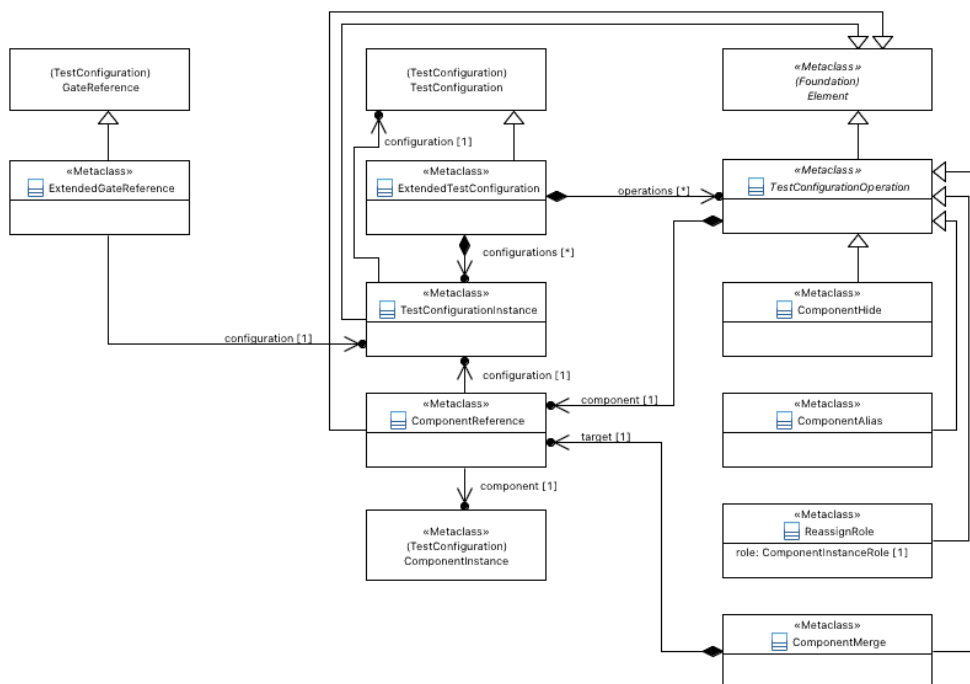 (TestConfiguration)
GateReference
(TestConfiguration)
TestConfiguration
«Metaclass»
(Foundation)
Element
configuration [1]
«Metaclass»
ExtendedGateReference
«Metaclass»
ExtendedTestConfiguration
operations [*]
«Metaclass»
TestConfigurationOperation
configurations [*]
«Metaclass»
TestConfigurationInstance
«Metaclass»
ComponentHide
configuration [1]
configuration [1]
«Metaclass»
ComponentReference
component [1]
«Metaclass»
ComponentAlias
target [1]
component [1]
«Metaclass»
(TestConfiguration)
ComponentInstance
«Metaclass»
ReassignRole
role: ComponentInstanceRole [1]
«Metaclass»
ComponentMerge